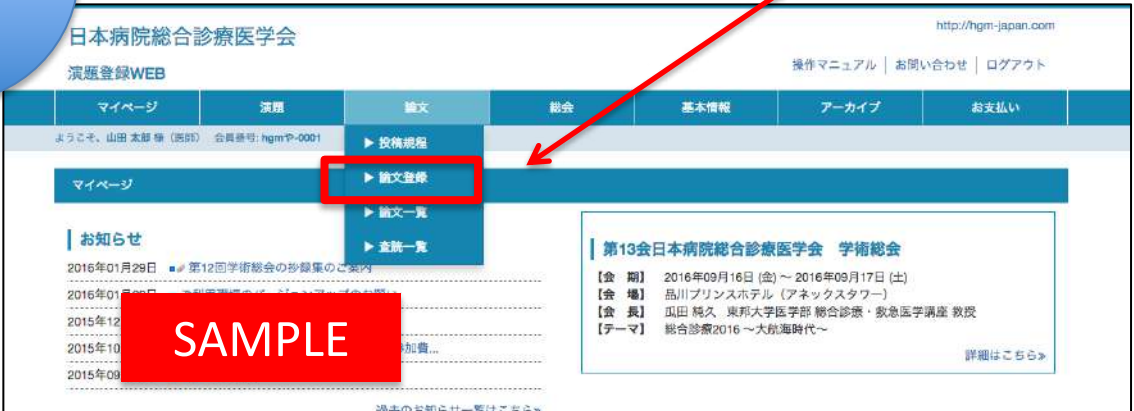 日本病院総合診療医学会
http://hgm-japan.com
演題登録WEB
操作マニュアル | お問い合わせ | ログアウト
マイページ 演題 論文 総会 基本情報 アーカイブ お支払い
ようこそ、山田 太郎 様（医師） 会員番号: hgmや-0001
▶ 投稿規程
▶ 論文登録
▶ 論文一覧
▶ 査読一覧
マイページ
お知らせ
2016年01月29日 第12回学術総会の抄録集のご案内
2016年01
2015年12
2015年10 参加費...
2015年09
過去のお知らせ一覧はこちら»
SAMPLE
第13会日本病院総合診療医学会 学術総会
【会 期】 2016年09月16日 (金) ～ 2016年09月17日 (土)
【会 場】 品川プリンスホテル（アネックスタワー）
【会 長】 瓜田 純久 東邦大学医学部 総合診療・救急医学講座 教授
【テーマ】 総合診療2016 ～大航海時代～
詳細はこちら»